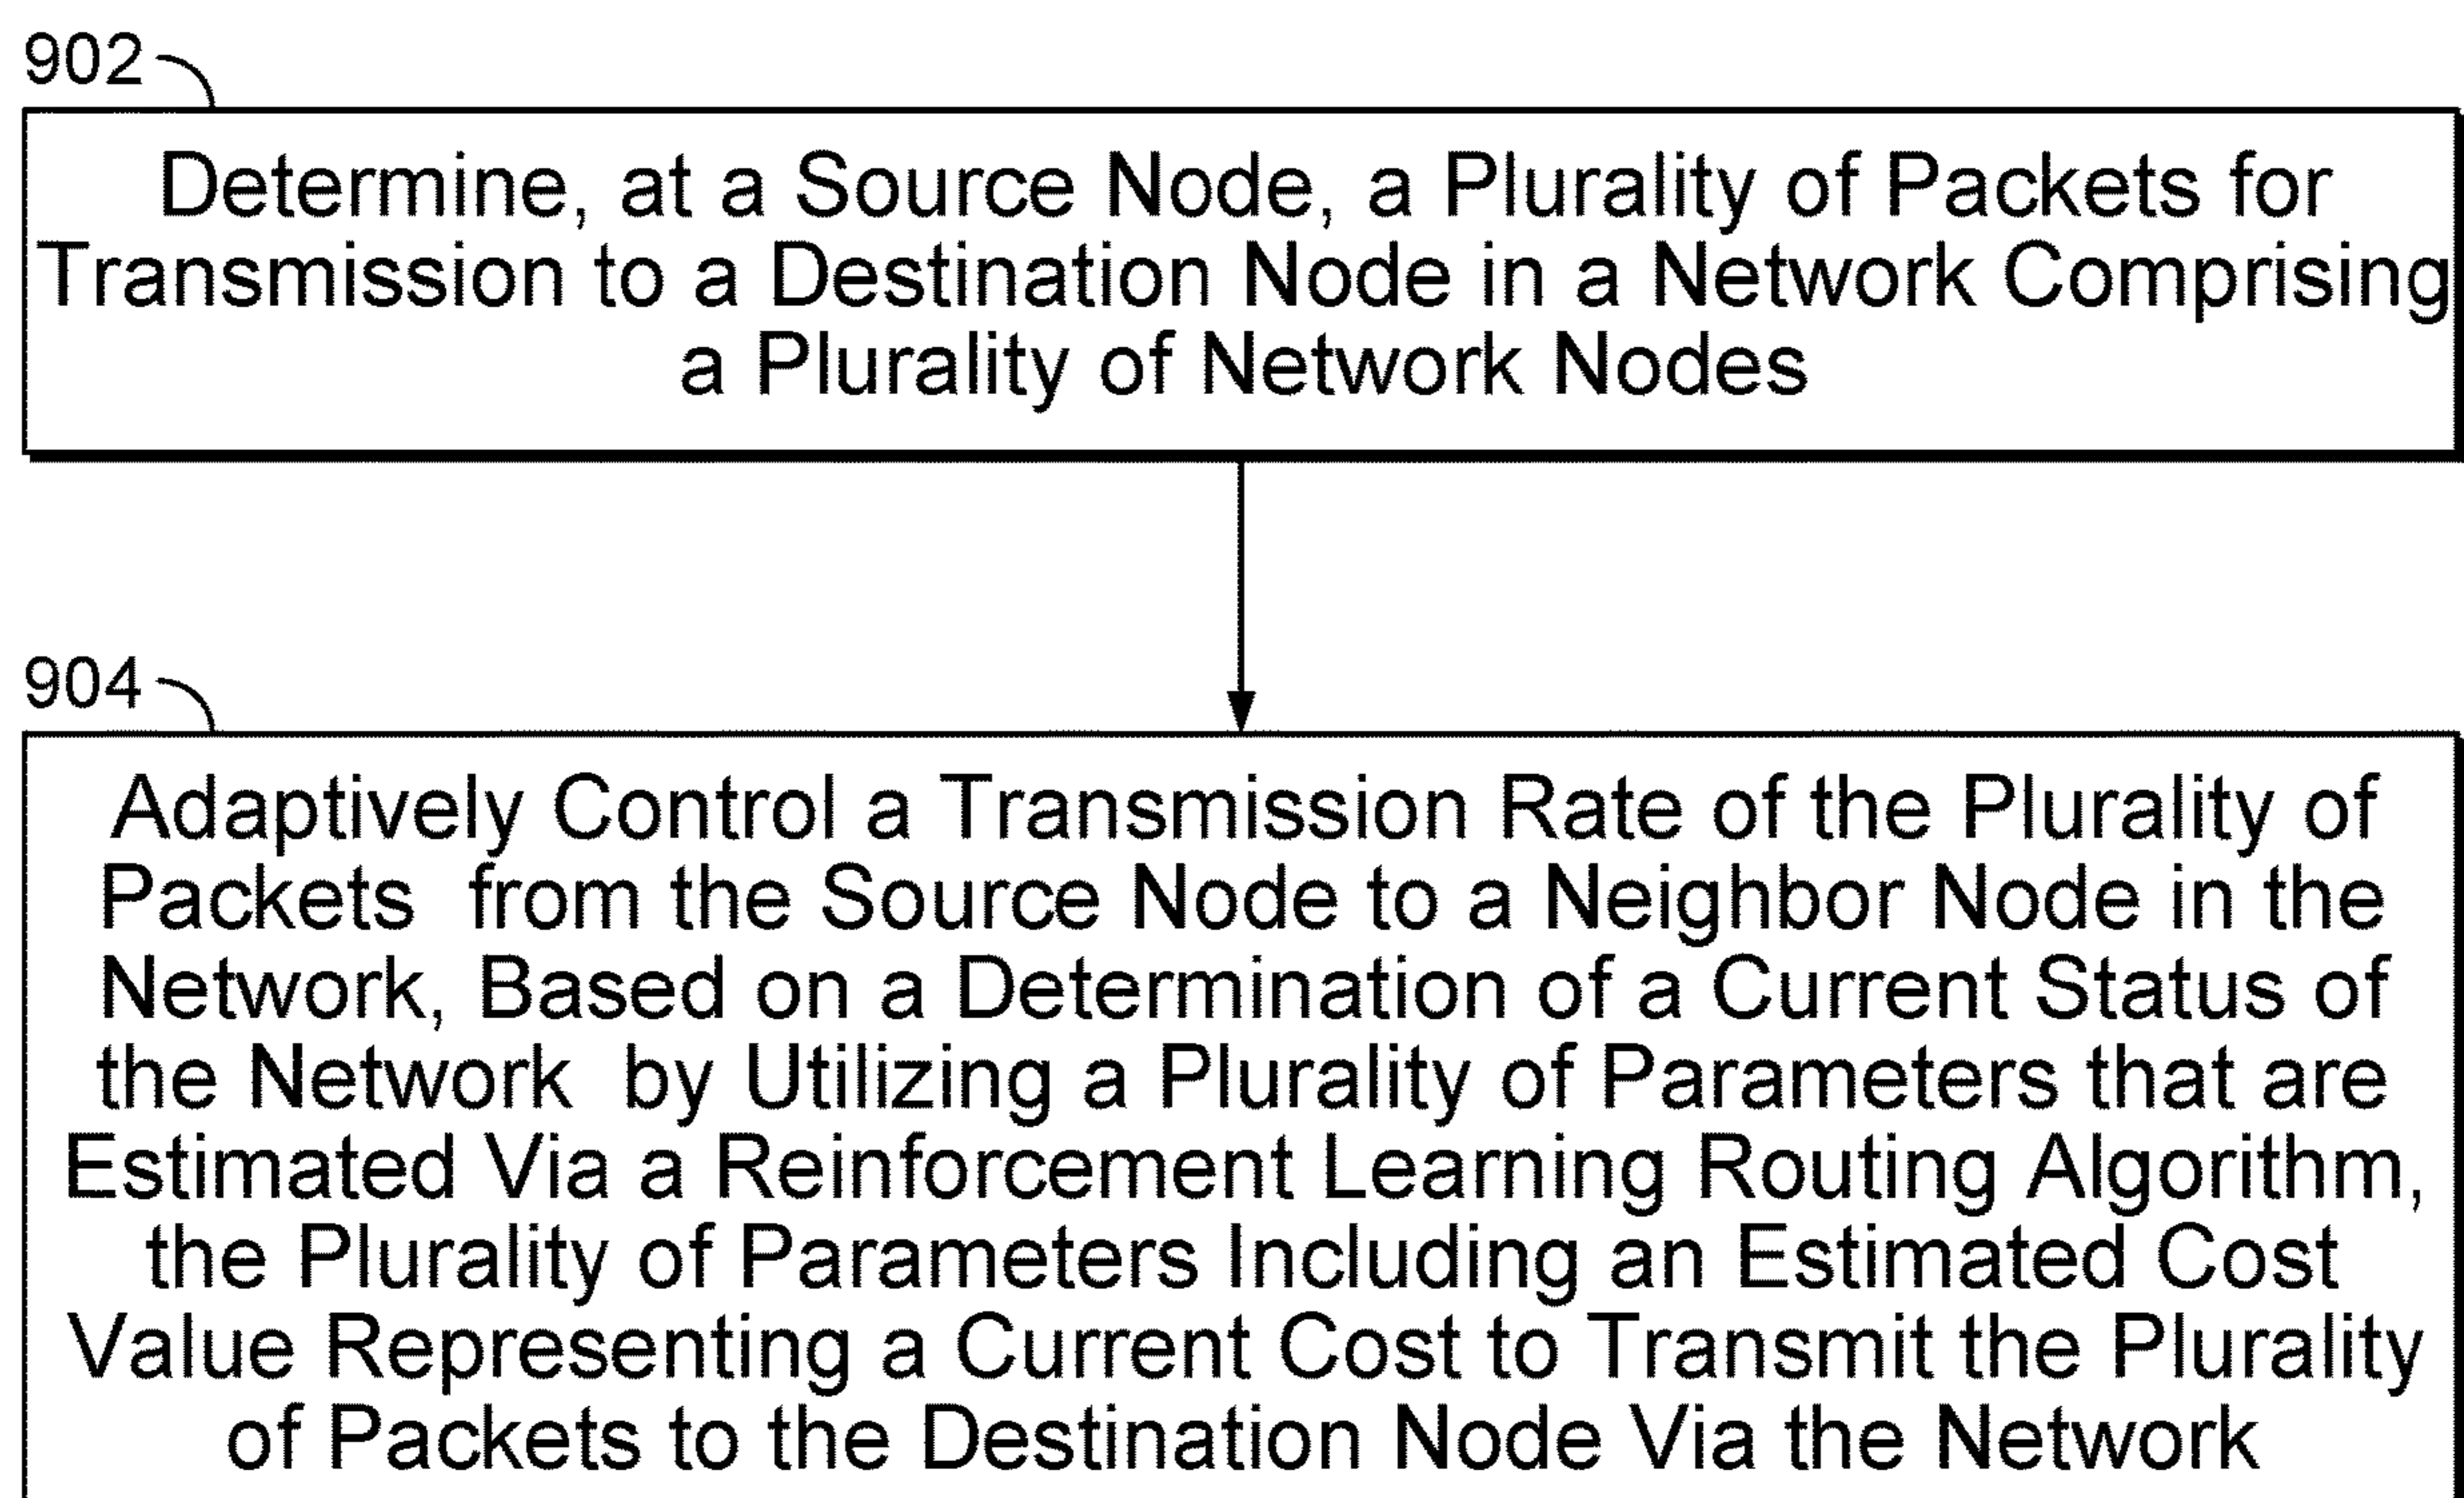 902
Determine, at a Source Node, a Plurality of Packets for
Transmission to a Destination Node in a Network Comprising
a Plurality of Network Nodes
904
Adaptively Control a Transmission Rate of the Plurality of
Packets from the Source Node to a Neighbor Node in the
Network, Based on a Determination of a Current Status of
the Network by Utilizing a Plurality of Parameters that are
Estimated Via a Reinforcement Learning Routing Algorithm,
the Plurality of Parameters Including an Estimated Cost
Value Representing a Current Cost to Transmit the Plurality
of Packets to the Destination Node Via the Network